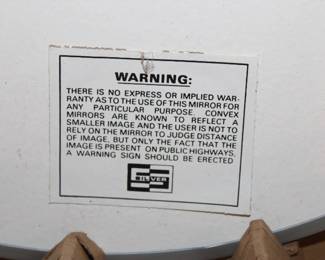 WARNING:
THERE IS NO EXPRESS OR IMPLIED WAR-
RANTY AS TO THE USE OF THIS MIRROR FOR
ANY PARTICULAR PURPOSE. CONVEX
MIRRORS ARE KNOWN TO REFLECT A
SMALLER IMAGE AND THE USER IS NOT TO
RELY ON THE MIRROR TO JUDGE DISTANCE
OF IMAGE, BUT ONLY THE FACT THAT THE
IMAGE IS PRESENT ON PUBLIC HIGHWAYS.
A WARNING SIGN SHOULD BE ERECTED
SILVER